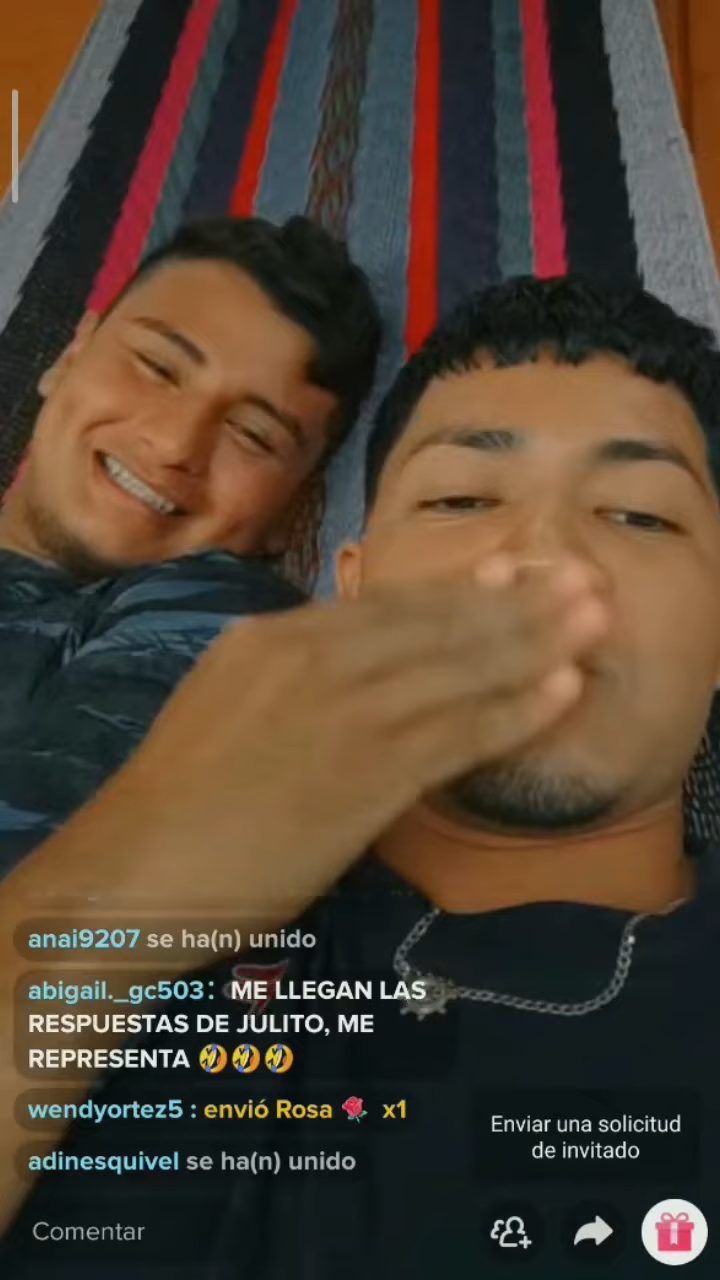 anai9207 se ha(n) unido
abigail._gc503: ME LLEGAN LAS
RESPUESTAS DE JULITO, ME
REPRESENTA 🤣🤣🤣
wendyortez5 : envió Rosa 🌹 x1
Enviar una solicitud
de invitado
adinesquivel se ha(n) unido
Comentar